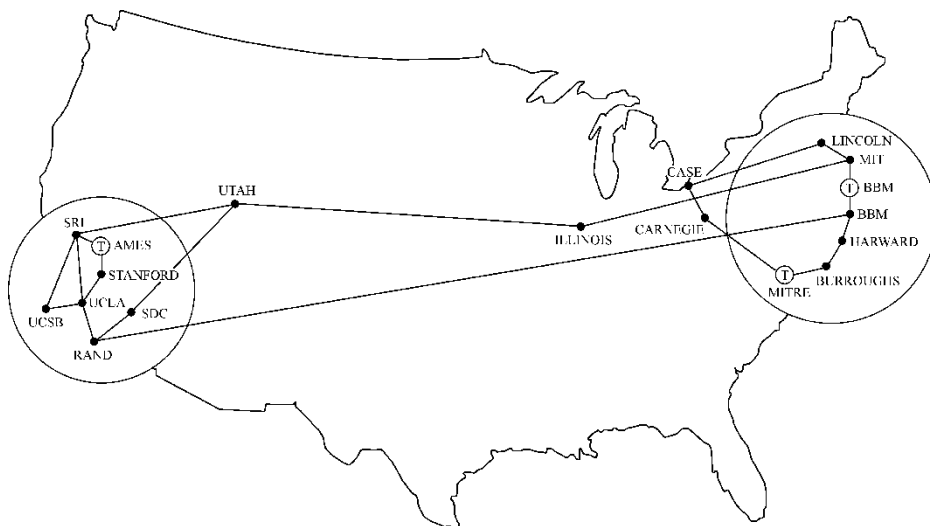 LINCOLN
MIT
CASE
T BBM
UTAH
BBM
SRI
CARNEGIE
ILLINOIS
T AMES
HARWARD
STANFORD
T
BURROUGHS
MITRE
UCLA
SDC
UCSB
RAND